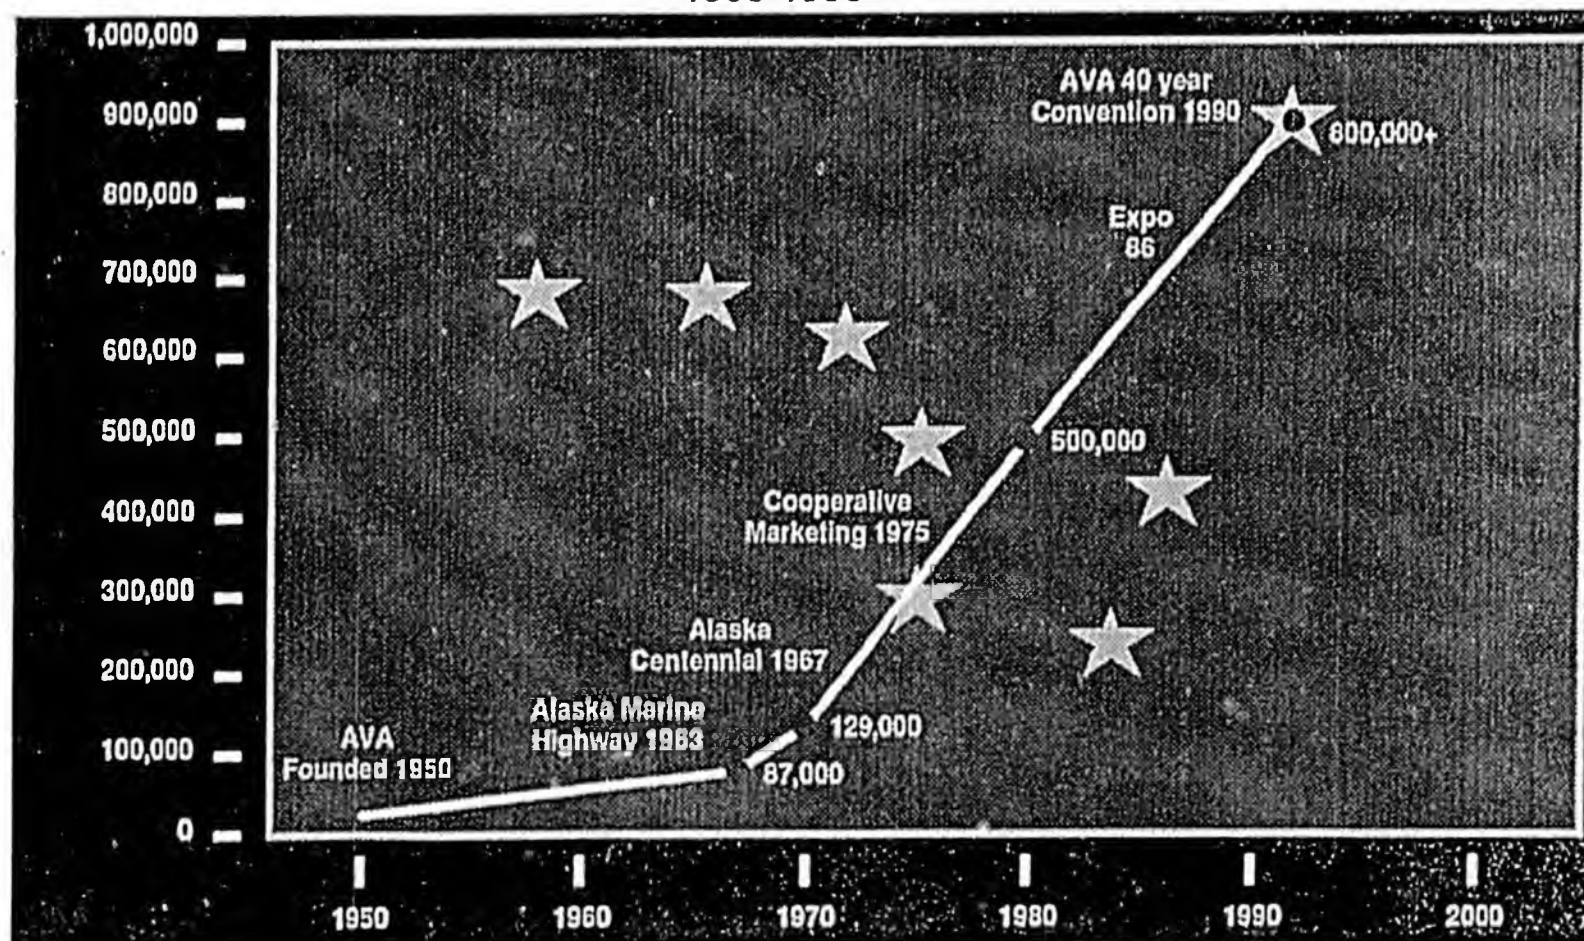 1,000,000
900,000
800,000
700,000
600,000
500,000
400,000
300,000
200,000
100,000
0
AVA 40 year
Convention 1990
800,000+
Expo
86
500,000
Cooperative
Marketing 1975
Alaska
Centennial 1967
Alaska Marine
Highway 1963
129,000
AVA
Founded 1950
87,000
1950
1960
1970
1980
1990
2000